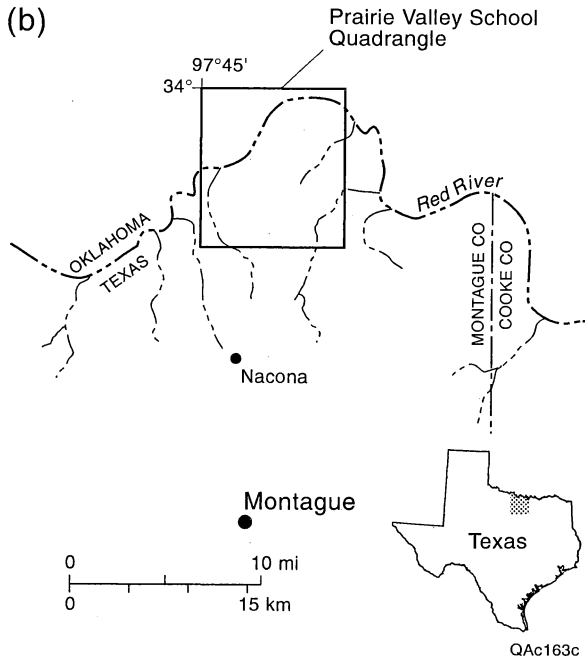 (b)
Prairie Valley School
Quadrangle
97°45'
34°
Red River
OKLAHOMA
TEXAS
MONTAGUE CO
COOKE CO
Nacona
Montague
Texas
0 10 mi
0 15 km
QAc163c